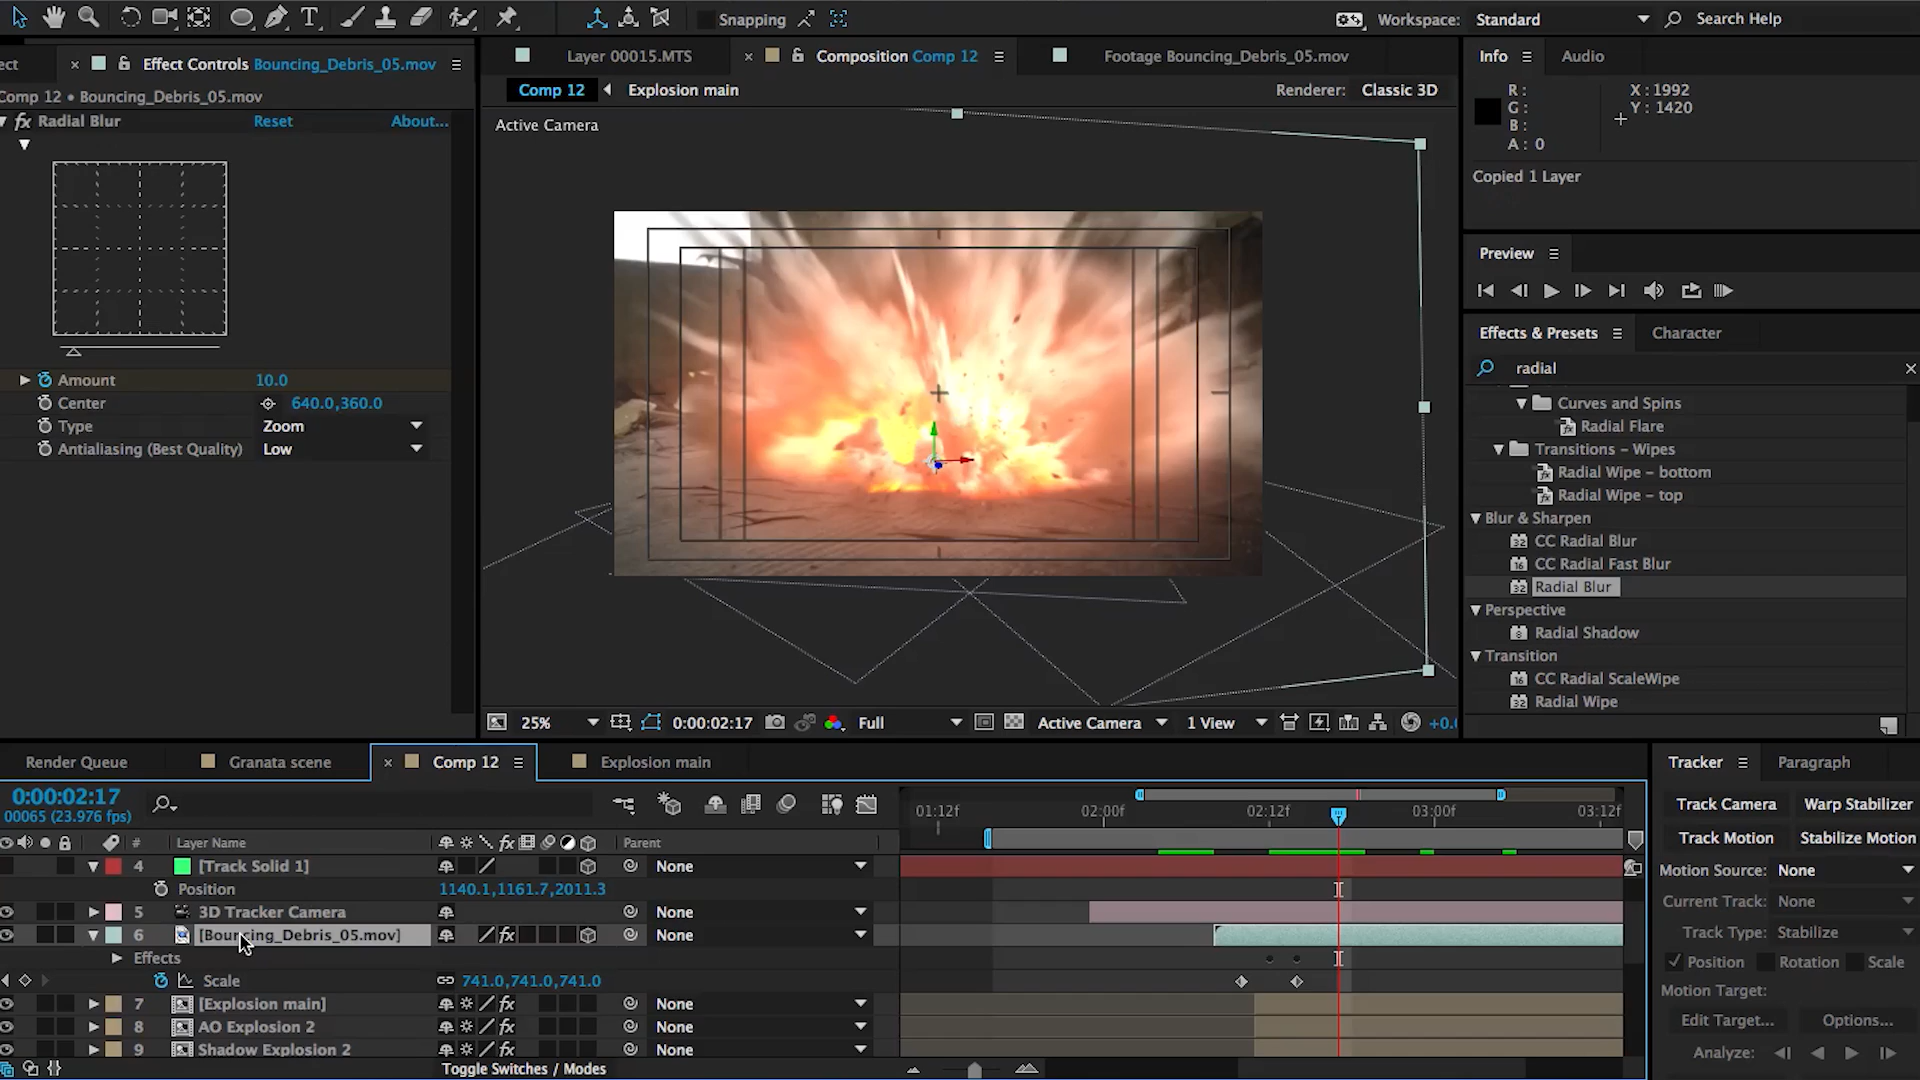 Snapping
Workspace: Standard
Search Help
ect
Effect Controls Bouncing_Debris_05.mov
Layer 00015.MTS
Composition Comp 12
Footage Bouncing_Debris_05.mov
Info
Audio
Comp 12 • Bouncing_Debris_05.mov
Comp 12
Explosion main
Renderer: Classic 3D
R :
G :
B :
A : 0
X : 1992
Y : 1420
fx Radial Blur
Reset
About...
Active Camera
Copied 1 Layer
Preview
Effects & Presets
Character
radial
Curves and Spins
Radial Flare
Transitions – Wipes
Radial Wipe – bottom
Radial Wipe – top
Blur & Sharpen
CC Radial Blur
CC Radial Fast Blur
Radial Blur
Perspective
Radial Shadow
Transition
CC Radial ScaleWipe
Radial Wipe
Amount 10.0
Center 640.0,360.0
Type Zoom
Antialiasing (Best Quality) Low
25%
0:00:02:17
Full
Active Camera
1 View
+0.0
Render Queue
Granata scene
Comp 12
Explosion main
Tracker
Paragraph
0:00:02:17
00065 (23.976 fps)
01:12f 02:00f 02:12f 03:00f 03:12f
Track Camera
Warp Stabilizer
Track Motion
Stabilize Motion
# Layer Name fx Parent
4 [Track Solid 1] None
Position 1140.1,1161.7,2011.3
5 3D Tracker Camera None
6 [Bouncing_Debris_05.mov] None
Effects
Scale 741.0,741.0,741.0
7 [Explosion main] fx None
8 AO Explosion 2 fx None
9 Shadow Explosion 2 fx None
Toggle Switches / Modes
Motion Source: None
Current Track: None
Track Type: Stabilize
Position Rotation Scale
Motion Target:
Edit Target...
Options...
Analyze: